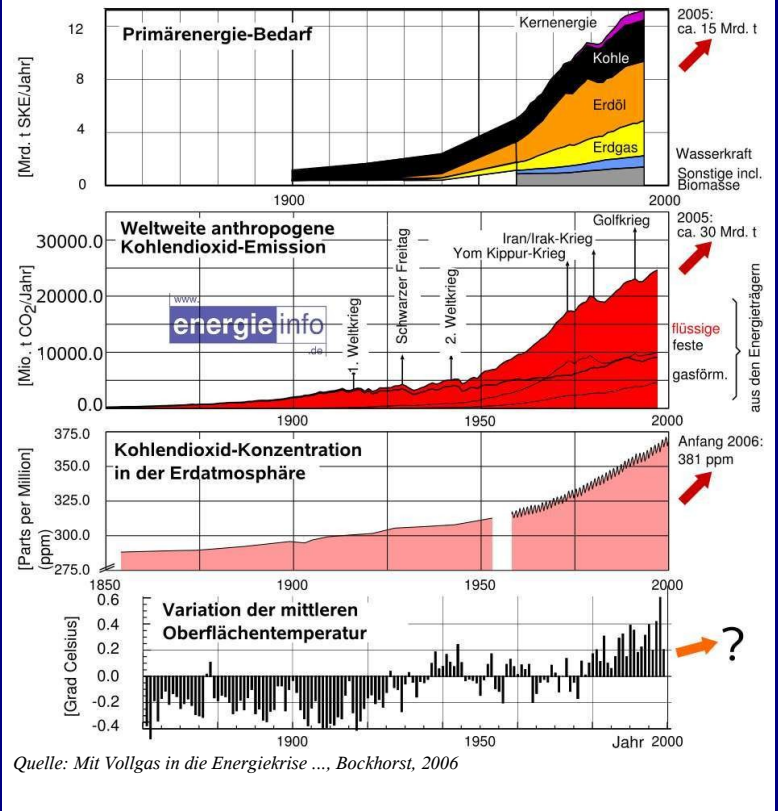 12
8
4
0
[Mrd. t SKE/Jahr]
Primärenergie-Bedarf
Kernenergie
Kohle
Erdöl
Erdgas
2005:
ca. 15 Mrd. t
Wasserkraft
Sonstige incl.
Biomasse
1900
2000
30000.0
20000.0
10000.0
0.0
[Mio. t CO2/Jahr]
Weltweite anthropogene
Kohlendioxid-Emission
www.
energieinfo
.de
1. Weltkrieg
Schwarzer Freitag
2. Weltkrieg
Yom Kippur-Krieg
Iran/Irak-Krieg
Golfkrieg
2005:
ca. 30 Mrd. t
flüssige
feste
gasförm.
aus den Energieträgern
1900
1950
2000
375.0
350.0
325.0
300.0
275.0
[Parts per Million]
(ppm)
Kohlendioxid-Konzentration
in der Erdatmosphäre
Anfang 2006:
381 ppm
1850
1900
1950
2000
0.6
0.4
0.2
0.0
-0.2
-0.4
[Grad Celsius]
Variation der mittleren
Oberflächentemperatur
?
1900
1950
Jahr
2000
Quelle: Mit Vollgas in die Energiekrise ..., Bockhorst, 2006